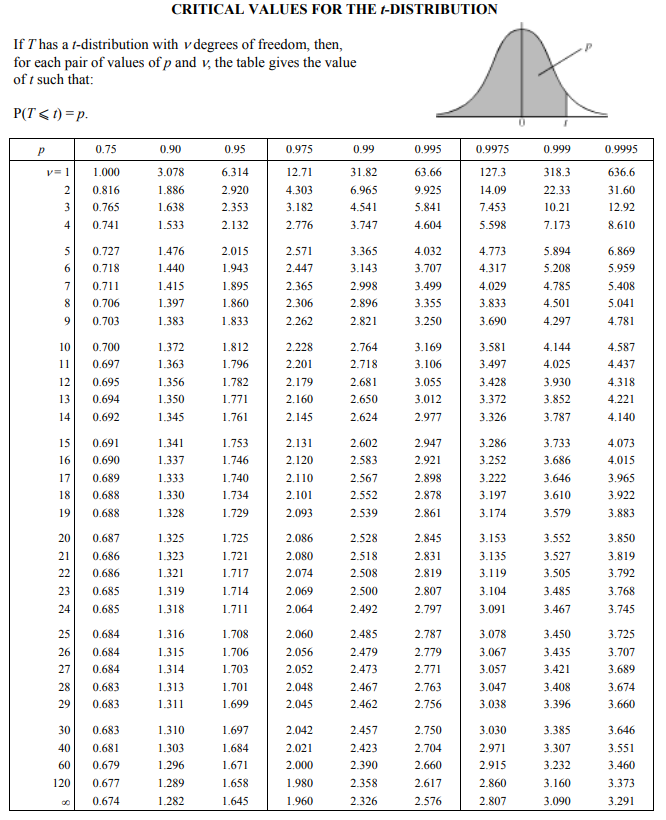 CRITICAL VALUES FOR THE t-DISTRIBUTION
If T has a t-distribution with ν degrees of freedom, then,
for each pair of values of p and ν, the table gives the value
of t such that:
P(T ⩽ t) = p.
p
0
t
p 0.75 0.90 0.95 0.975 0.99 0.995 0.9975 0.999 0.9995
ν = 1 1.000 3.078 6.314 12.71 31.82 63.66 127.3 318.3 636.6
2 0.816 1.886 2.920 4.303 6.965 9.925 14.09 22.33 31.60
3 0.765 1.638 2.353 3.182 4.541 5.841 7.453 10.21 12.92
4 0.741 1.533 2.132 2.776 3.747 4.604 5.598 7.173 8.610
5 0.727 1.476 2.015 2.571 3.365 4.032 4.773 5.894 6.869
6 0.718 1.440 1.943 2.447 3.143 3.707 4.317 5.208 5.959
7 0.711 1.415 1.895 2.365 2.998 3.499 4.029 4.785 5.408
8 0.706 1.397 1.860 2.306 2.896 3.355 3.833 4.501 5.041
9 0.703 1.383 1.833 2.262 2.821 3.250 3.690 4.297 4.781
10 0.700 1.372 1.812 2.228 2.764 3.169 3.581 4.144 4.587
11 0.697 1.363 1.796 2.201 2.718 3.106 3.497 4.025 4.437
12 0.695 1.356 1.782 2.179 2.681 3.055 3.428 3.930 4.318
13 0.694 1.350 1.771 2.160 2.650 3.012 3.372 3.852 4.221
14 0.692 1.345 1.761 2.145 2.624 2.977 3.326 3.787 4.140
15 0.691 1.341 1.753 2.131 2.602 2.947 3.286 3.733 4.073
16 0.690 1.337 1.746 2.120 2.583 2.921 3.252 3.686 4.015
17 0.689 1.333 1.740 2.110 2.567 2.898 3.222 3.646 3.965
18 0.688 1.330 1.734 2.101 2.552 2.878 3.197 3.610 3.922
19 0.688 1.328 1.729 2.093 2.539 2.861 3.174 3.579 3.883
20 0.687 1.325 1.725 2.086 2.528 2.845 3.153 3.552 3.850
21 0.686 1.323 1.721 2.080 2.518 2.831 3.135 3.527 3.819
22 0.686 1.321 1.717 2.074 2.508 2.819 3.119 3.505 3.792
23 0.685 1.319 1.714 2.069 2.500 2.807 3.104 3.485 3.768
24 0.685 1.318 1.711 2.064 2.492 2.797 3.091 3.467 3.745
25 0.684 1.316 1.708 2.060 2.485 2.787 3.078 3.450 3.725
26 0.684 1.315 1.706 2.056 2.479 2.779 3.067 3.435 3.707
27 0.684 1.314 1.703 2.052 2.473 2.771 3.057 3.421 3.689
28 0.683 1.313 1.701 2.048 2.467 2.763 3.047 3.408 3.674
29 0.683 1.311 1.699 2.045 2.462 2.756 3.038 3.396 3.660
30 0.683 1.310 1.697 2.042 2.457 2.750 3.030 3.385 3.646
40 0.681 1.303 1.684 2.021 2.423 2.704 2.971 3.307 3.551
60 0.679 1.296 1.671 2.000 2.390 2.660 2.915 3.232 3.460
120 0.677 1.289 1.658 1.980 2.358 2.617 2.860 3.160 3.373
∞ 0.674 1.282 1.645 1.960 2.326 2.576 2.807 3.090 3.291